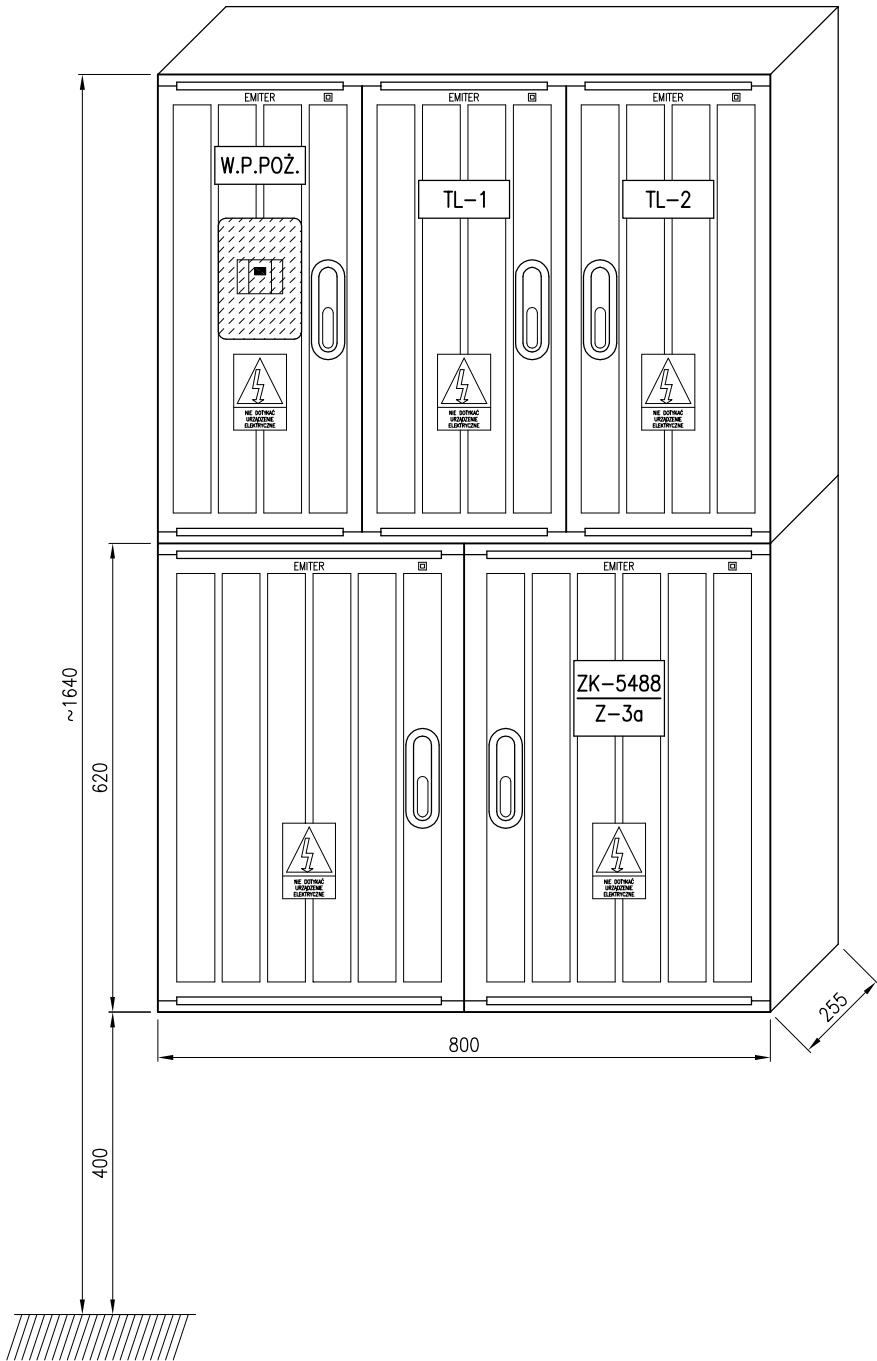 EMITER
EMITER
EMITER
W.P.POŻ.
TL-1
TL-2
NIE DOTYKAĆ
URZĄDZENIE
ELEKTRYCZNE
NIE DOTYKAĆ
URZĄDZENIE
ELEKTRYCZNE
NIE DOTYKAĆ
URZĄDZENIE
ELEKTRYCZNE
EMITER
EMITER
~1640
620
ZK-5488
Z-3a
NIE DOTYKAĆ
URZĄDZENIE
ELEKTRYCZNE
NIE DOTYKAĆ
URZĄDZENIE
ELEKTRYCZNE
255
800
400